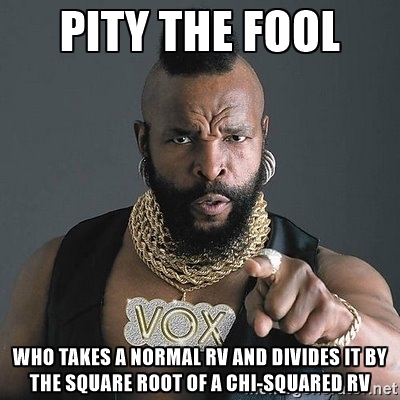 PITY THE FOOL
VOX
WHO TAKES A NORMAL RV AND DIVIDES IT BY
THE SQUARE ROOT OF A CHI-SQUARED RV
.net